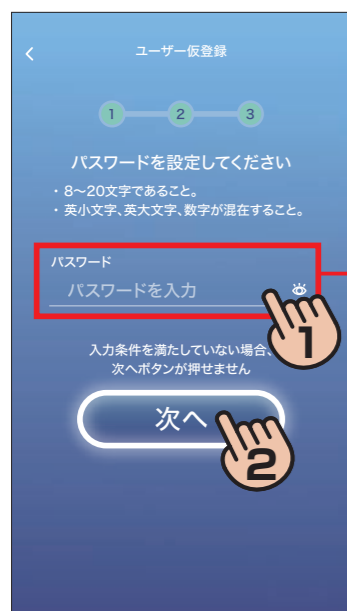 ユーザー仮登録
1 2 3
パスワードを設定してください
・ 8～20文字であること。
・ 英小文字、英大文字、数字が混在すること。
パスワード
パスワードを入力
1
入力条件を満たしていない場合、
次へボタンが押せません
次へ
2